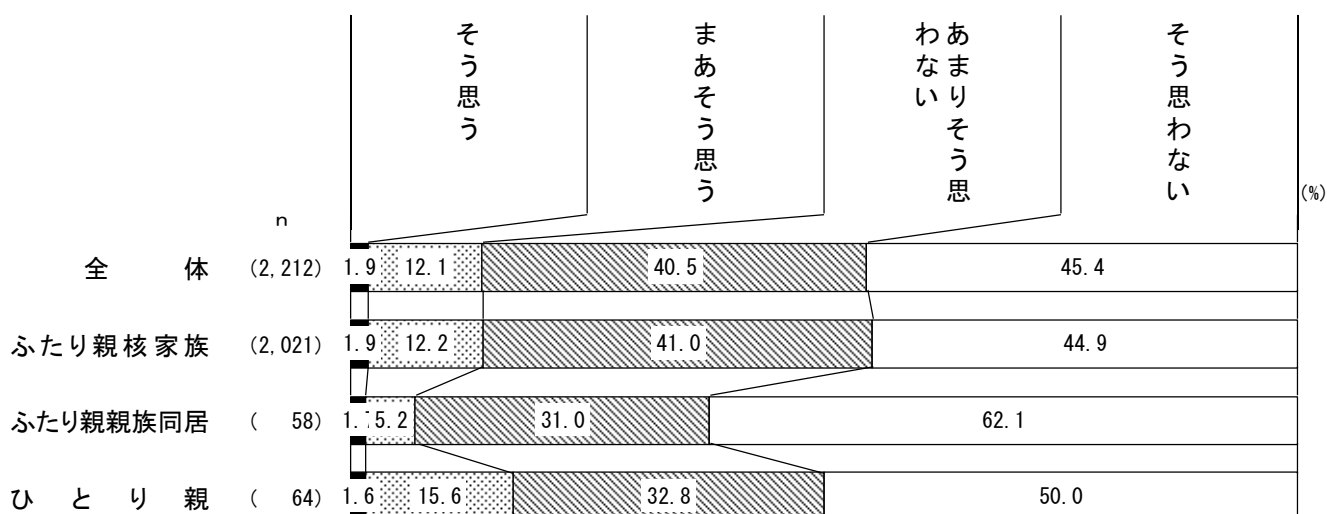 そう思う
まあそう思う
あまりそう思
わない
そう思わない
(%)
n
全体 (2,212) 1.9 12.1 40.5 45.4
ふたり親核家族 (2,021) 1.9 12.2 41.0 44.9
ふたり親親族同居 ( 58) 1.7 5.2 31.0 62.1
ひとり親 ( 64) 1.6 15.6 32.8 50.0